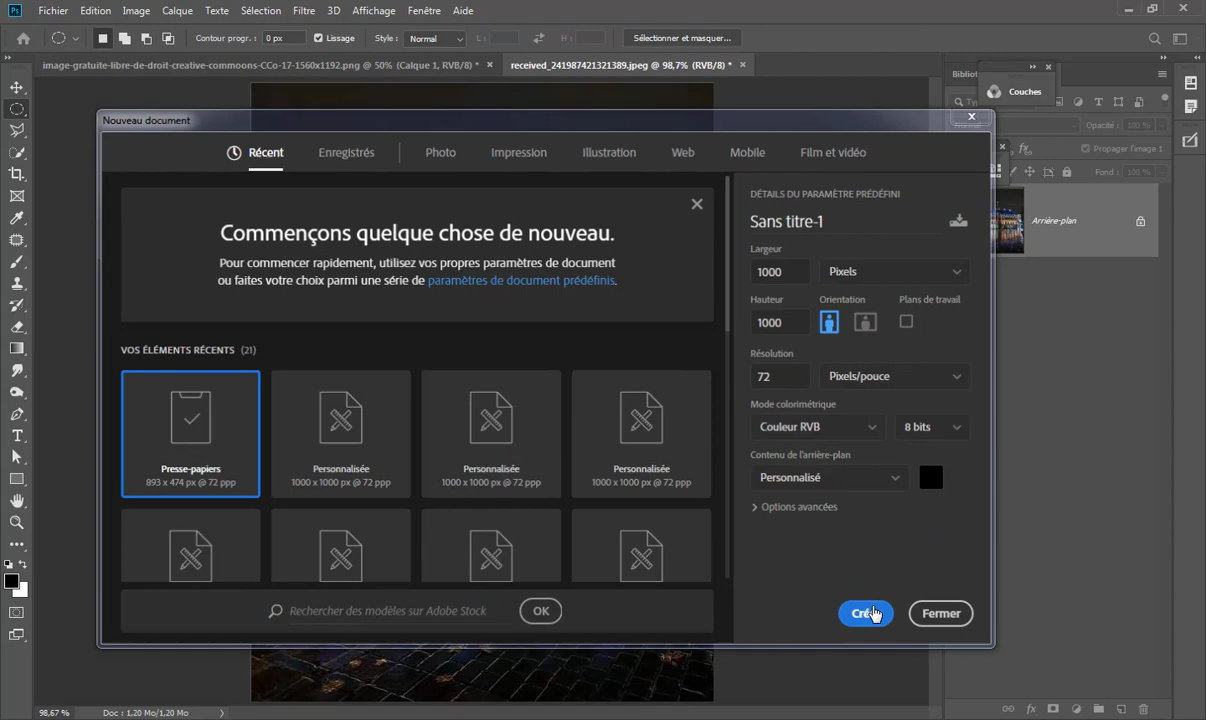 Ps Fichier Edition Image Calque Texte Sélection Filtre 3D Affichage Fenêtre Aide
Contour progr. : 0 px Lissage Style : Normal L : H : Sélectionner et masquer...
image-gratuite-libre-de-droit-creative-commoons-CCo-17-1560x1192.png @ 50% (Calque 1, RVB/8) * received_241987421321389.jpeg @ 98,7% (RVB/8) *
Couches
Opacité : 100 %
Propager l'image 1
Fond : 100 %
Arrière-plan
Nouveau document
Récent Enregistrés Photo Impression Illustration Web Mobile Film et vidéo
Commençons quelque chose de nouveau.
Pour commencer rapidement, utilisez vos propres paramètres de document
ou faites votre choix parmi une série de paramètres de document prédéfinis.
VOS ÉLÉMENTS RÉCENTS (21)
Presse-papiers
893 x 474 px @ 72 ppp
Personnalisée
1000 x 1000 px @ 72 ppp
Personnalisée
1000 x 1000 px @ 72 ppp
Personnalisée
1000 x 1000 px @ 72 ppp
Rechercher des modèles sur Adobe Stock OK
DÉTAILS DU PARAMÈTRE PRÉDÉFINI
Sans titre-1
Largeur
1000 Pixels
Hauteur Orientation Plans de travail
1000
Résolution
72 Pixels/pouce
Mode colorimétrique
Couleur RVB 8 bits
Contenu de l'arrière-plan
Personnalisé
Options avancées
Fermer
98,67 % Doc : 1,20 Mo/1,20 Mo